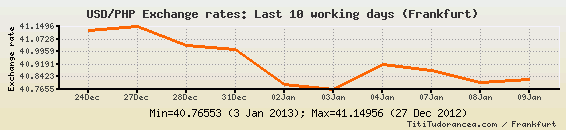 USD/PHP Exchange rates: Last 10 working days (Frankfurt)
Exchange rate
41.1496
41.0728
40.9959
40.9191
40.8423
40.7655
24Dec 27Dec 28Dec 31Dec 02Jan 03Jan 04Jan 07Jan 08Jan 09Jan
Min=40.76553 (3 Jan 2013); Max=41.14956 (27 Dec 2012)
TitiTudorancea.com / Frankfurt